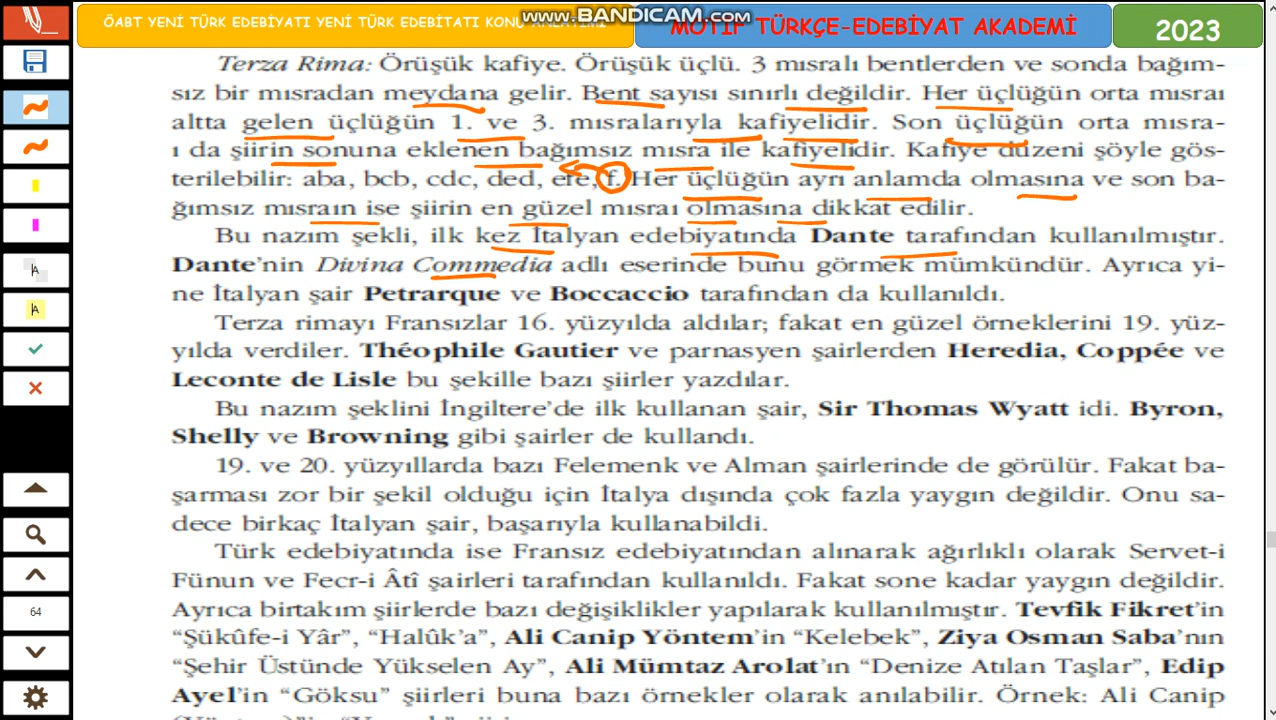 www.BANDICAM.com
ÖABT YENİ TÜRK EDEBİYATI YENİ TÜRK EDEBİTATI KONU ANLATIMI
MOTİF TÜRKÇE-EDEBİYAT AKADEMİ
2023
Terza Rima: Örüşük kafiye. Örüşük üçlü. 3 mısralı bentlerden ve sonda bağım-
sız bir mısradan meydana gelir. Bent sayısı sınırlı değildir. Her üçlüğün orta mısraı
altta gelen üçlüğün 1. ve 3. mısralarıyla kafiyelidir. Son üçlüğün orta mısra-
ı da şiirin sonuna eklenen bağımsız mısra ile kafiyelidir. Kafiye düzeni şöyle gös-
terilebilir: aba, bcb, cdc, ded, efe, f. Her üçlüğün ayrı anlamda olmasına ve son ba-
ğımsız mısraın ise şiirin en güzel mısraı olmasına dikkat edilir.
Bu nazım şekli, ilk kez İtalyan edebiyatında Dante tarafından kullanılmıştır.
Dante'nin Divina Commedia adlı eserinde bunu görmek mümkündür. Ayrıca yi-
ne İtalyan şair Petrarque ve Boccaccio tarafından da kullanıldı.
Terza rimayı Fransızlar 16. yüzyılda aldılar; fakat en güzel örneklerini 19. yüz-
yılda verdiler. Théophile Gautier ve parnasyen şairlerden Heredia, Coppée ve
Leconte de Lisle bu şekille bazı şiirler yazdılar.
Bu nazım şeklini İngiltere'de ilk kullanan şair, Sir Thomas Wyatt idi. Byron,
Shelly ve Browning gibi şairler de kullandı.
19. ve 20. yüzyıllarda bazı Felemenk ve Alman şairlerinde de görülür. Fakat ba-
şarması zor bir şekil olduğu için İtalya dışında çok fazla yaygın değildir. Onu sa-
dece birkaç İtalyan şair, başarıyla kullanabildi.
Türk edebiyatında ise Fransız edebiyatından alınarak ağırlıklı olarak Servet-i
Fünun ve Fecr-i Âtî şairleri tarafından kullanıldı. Fakat sone kadar yaygın değildir.
Ayrıca birtakım şiirlerde bazı değişiklikler yapılarak kullanılmıştır. Tevfik Fikret'in
"Şükûfe-i Yâr", "Halûk'a", Ali Canip Yöntem'in "Kelebek", Ziya Osman Saba'nın
"Şehir Üstünde Yükselen Ay", Ali Mümtaz Arolat'ın "Denize Atılan Taşlar", Edip
Ayel'in "Göksu" şiirleri buna bazı örnekler olarak anılabilir. Örnek: Ali Canip
A
A
64